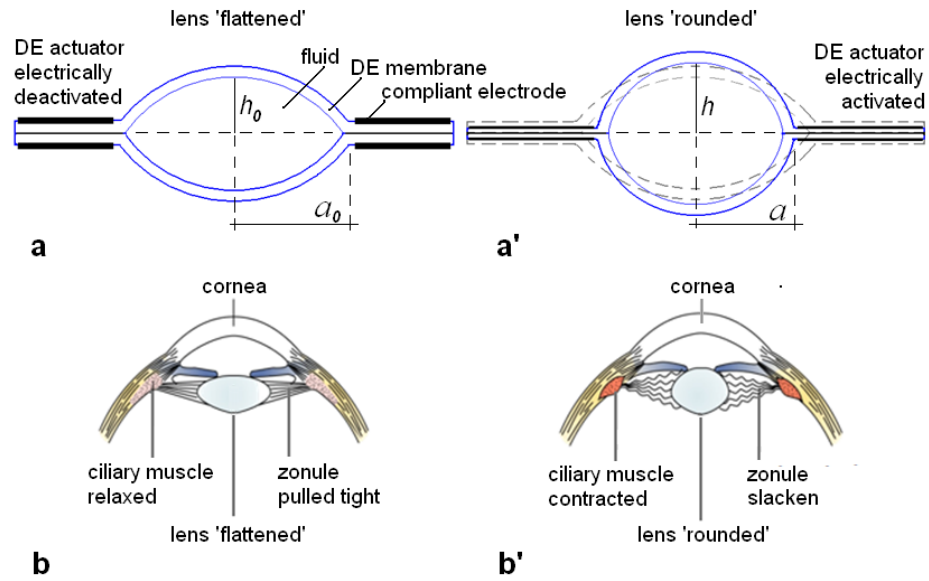 lens 'flattened'
DE actuator
electrically
deactivated
fluid
DE membrane
compliant electrode
h₀
a₀
a
lens 'rounded'
DE actuator
electrically
activated
h
a
a'
cornea
ciliary muscle
relaxed
zonule
pulled tight
lens 'flattened'
b
cornea
ciliary muscle
contracted
zonule
slacken
lens 'rounded'
b'